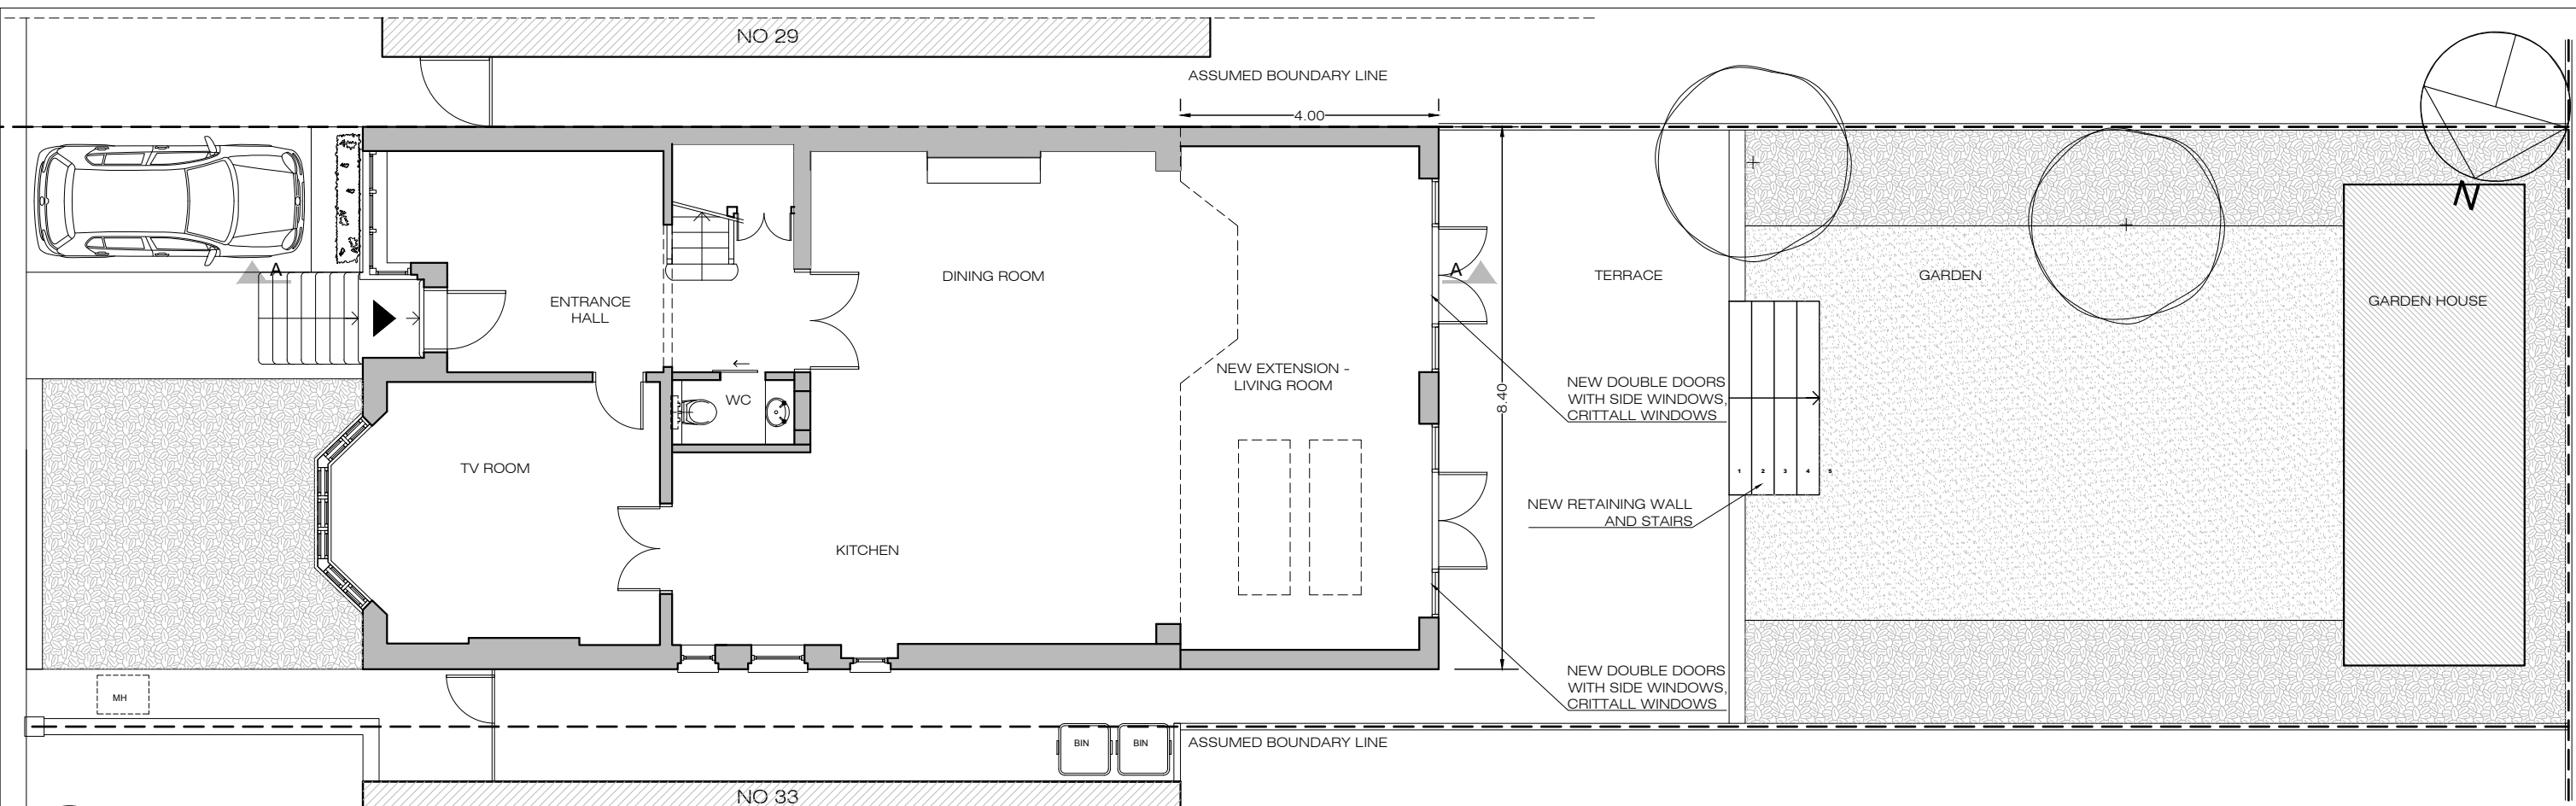 NO 29
ASSUMED BOUNDARY LINE
4.00
N
A
A
DINING ROOM
TERRACE
GARDEN
GARDEN HOUSE
ENTRANCE
HALL
NEW EXTENSION -
LIVING ROOM
8.40
NEW DOUBLE DOORS
WITH SIDE WINDOWS,
CRITTALL WINDOWS
WC
TV ROOM
1 2 3 4 5
NEW RETAINING WALL
AND STAIRS
KITCHEN
NEW DOUBLE DOORS
WITH SIDE WINDOWS,
CRITTALL WINDOWS
MH
BIN
BIN
ASSUMED BOUNDARY LINE
NO 33